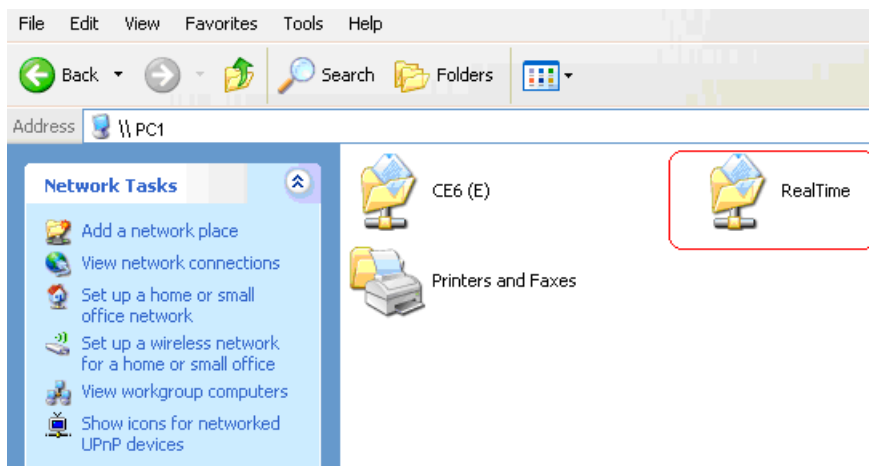 File Edit View Favorites Tools Help
Back Search Folders
Address \\ PC1
Network Tasks
Add a network place
View network connections
Set up a home or small
office network
Set up a wireless network
for a home or small office
View workgroup computers
Show icons for networked
UPnP devices
CE6 (E)
RealTime
Printers and Faxes